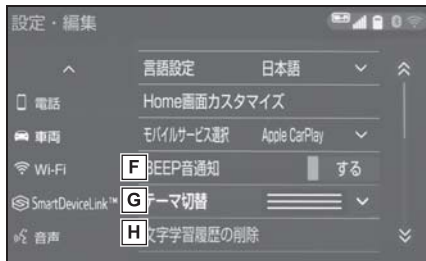 設定・編集
言語設定 日本語
電話
Home画面カスタマイズ
車両
モバイルサービス選択 Apple CarPlay
Wi-Fi
F BEEP音通知 する
SmartDeviceLink™
G テーマ切替
音声
H 文字学習履歴の削除